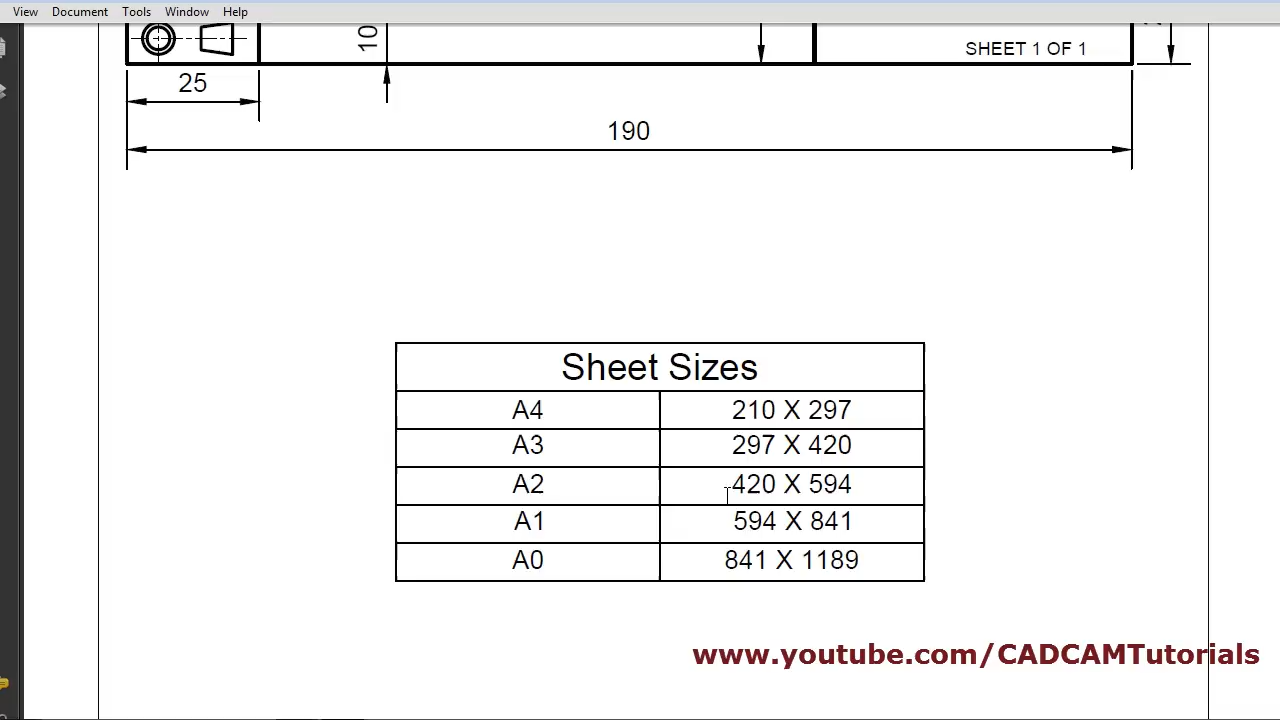 View Document Tools Window Help
10
SHEET 1 OF 1
25
190
Sheet Sizes
A4 210 X 297
A3 297 X 420
A2 420 X 594
A1 594 X 841
A0 841 X 1189
www.youtube.com/CADCAMTutorials